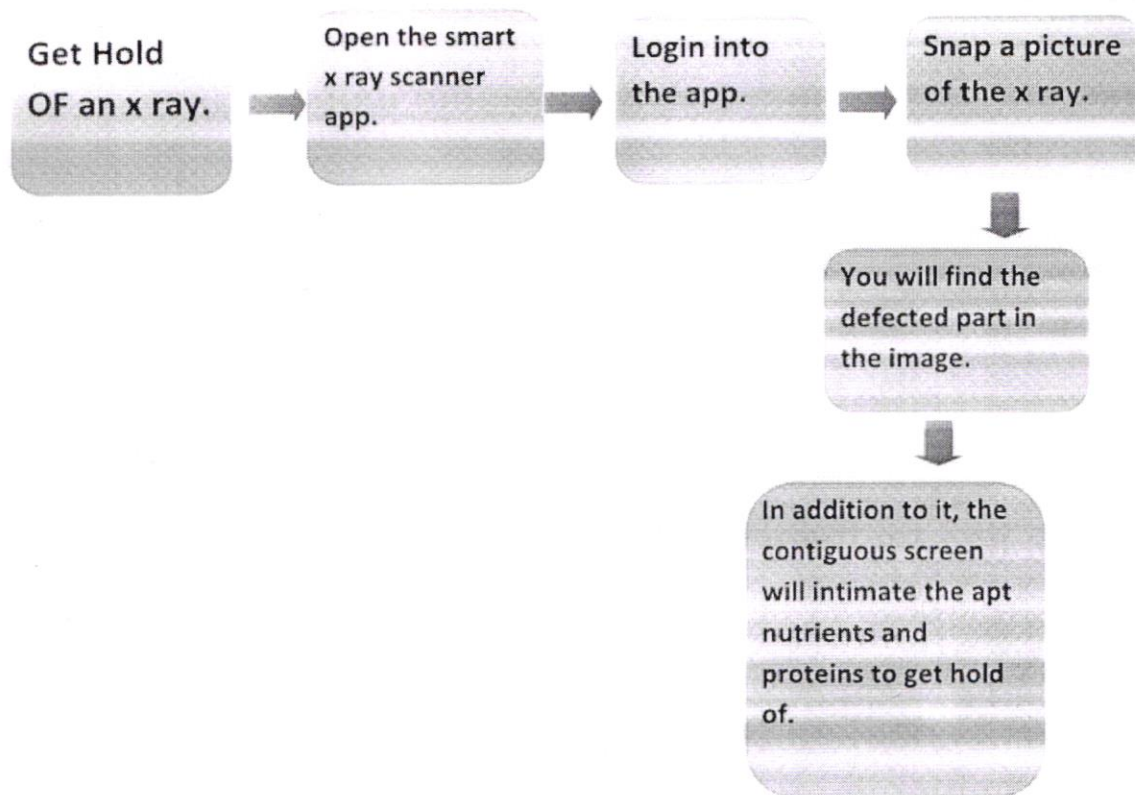 Get Hold
OF an x ray.
Open the smart
x ray scanner
app.
Login into
the app.
Snap a picture
of the x ray.
You will find the
defected part in
the image.
In addition to it, the
contiguous screen
will intimate the apt
nutrients and
proteins to get hold
of.